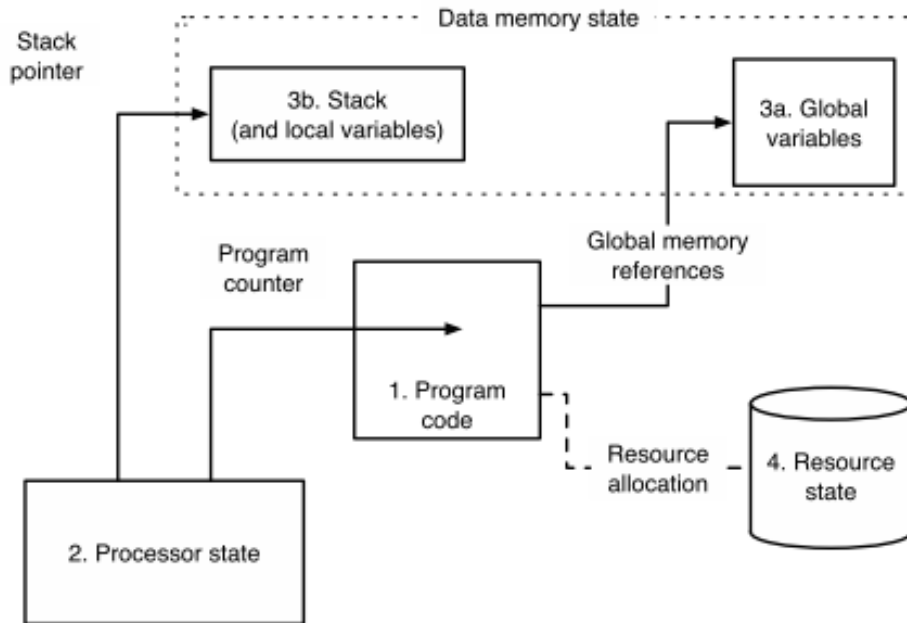 Data memory state
Stack
pointer
3b. Stack
(and local variables)
3a. Global
variables
Program
counter
Global memory
references
1. Program
code
Resource
allocation
4. Resource
state
2. Processor state